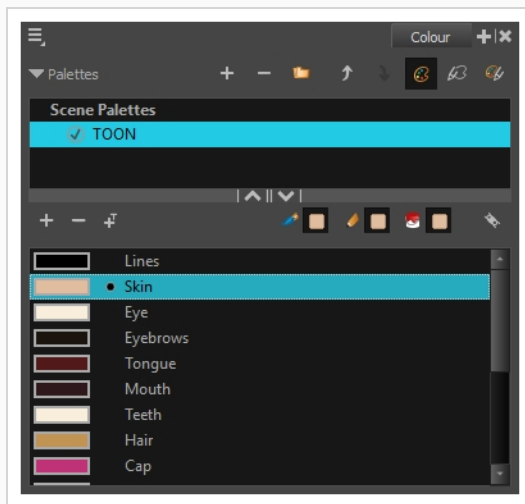 Colour
Palettes
Scene Palettes
TOON
Lines
Skin
Eye
Eyebrows
Tongue
Mouth
Teeth
Hair
Cap